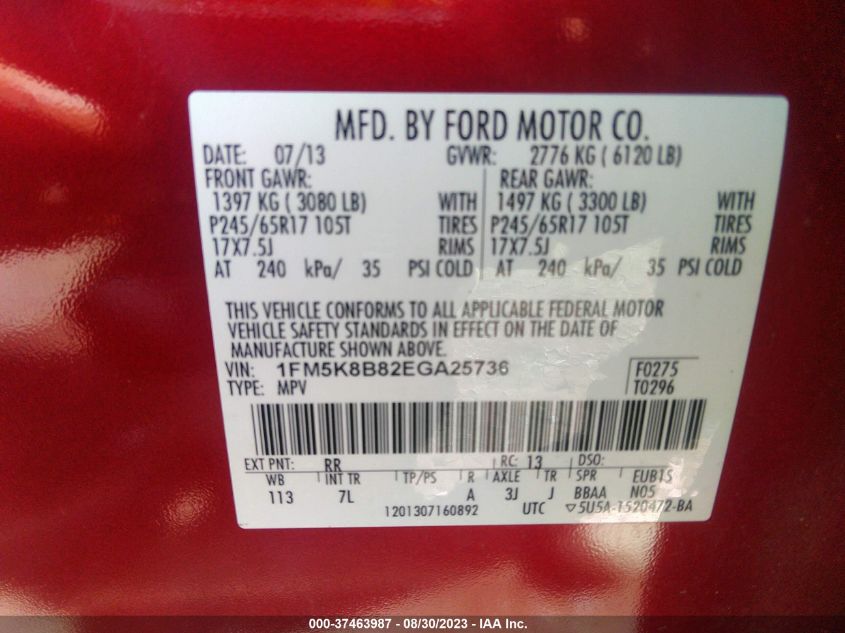 MFD. BY FORD MOTOR CO.
DATE: 07/13 GVWR: 2776 KG ( 6120 LB)
FRONT GAWR: REAR GAWR:
1397 KG ( 3080 LB) WITH 1497 KG ( 3300 LB) WITH
P245/65R17 105T TIRES P245/65R17 105T TIRES
17X7.5J RIMS 17X7.5J RIMS
AT 240 kPa/ 35 PSI COLD AT 240 kPa/ 35 PSI COLD
THIS VEHICLE CONFORMS TO ALL APPLICABLE FEDERAL MOTOR
VEHICLE SAFETY STANDARDS IN EFFECT ON THE DATE OF
MANUFACTURE SHOWN ABOVE.
VIN: 1FM5K8B82EGA25736 F0275
TYPE: MPV T0296
EXT PNT: RR RC: 13 DSO:
WB INT TR TP/PS R AXLE TR SPR EUB15
113 7L A 3J J BBAA N05
1201307160892 UTC ▽5U5A-1520472-BA
000-37463987 - 08/30/2023 - IAA Inc.